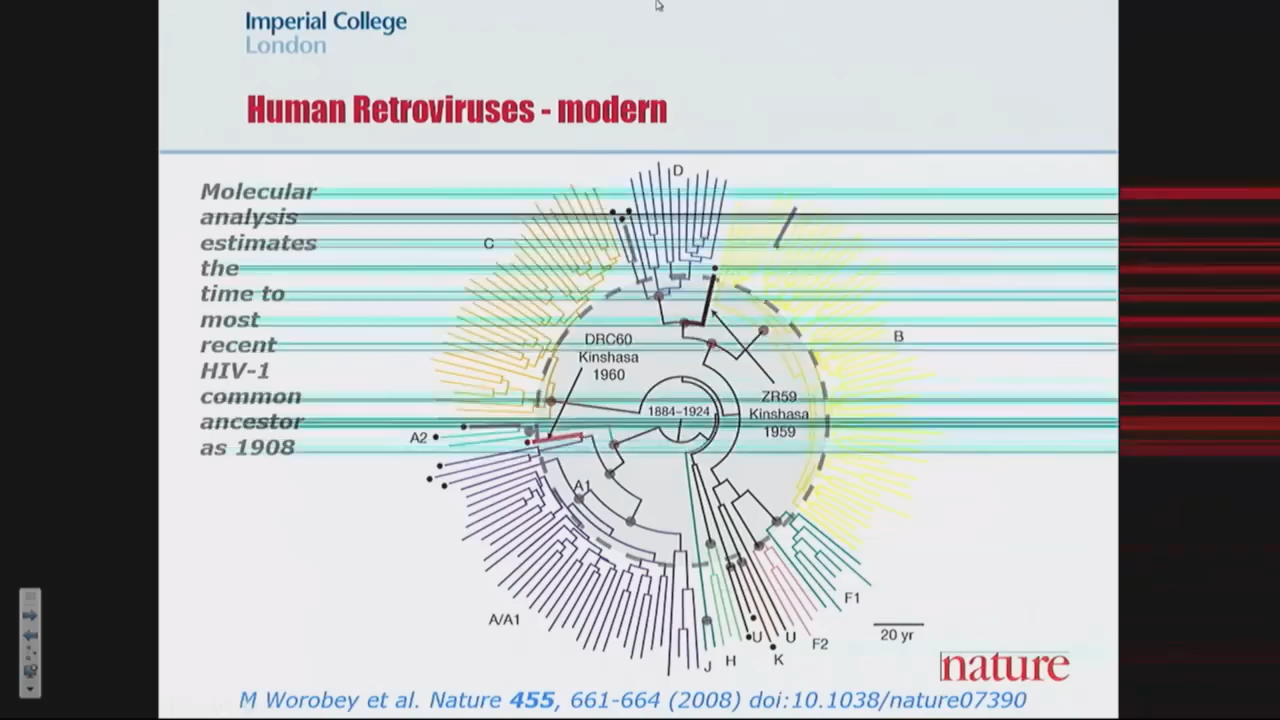 Imperial College
London
Human Retroviruses - modern
Molecular
analysis
estimates
the
time to
most
recent
HIV-1
common
ancestor
as 1908
D
C
B
DRC60
Kinshasa
1960
ZR59
Kinshasa
1959
1884–1924
A2
A1
A/A1
J
H
U
K
U
F2
F1
20 yr
nature
M Worobey et al. Nature 455, 661-664 (2008) doi:10.1038/nature07390